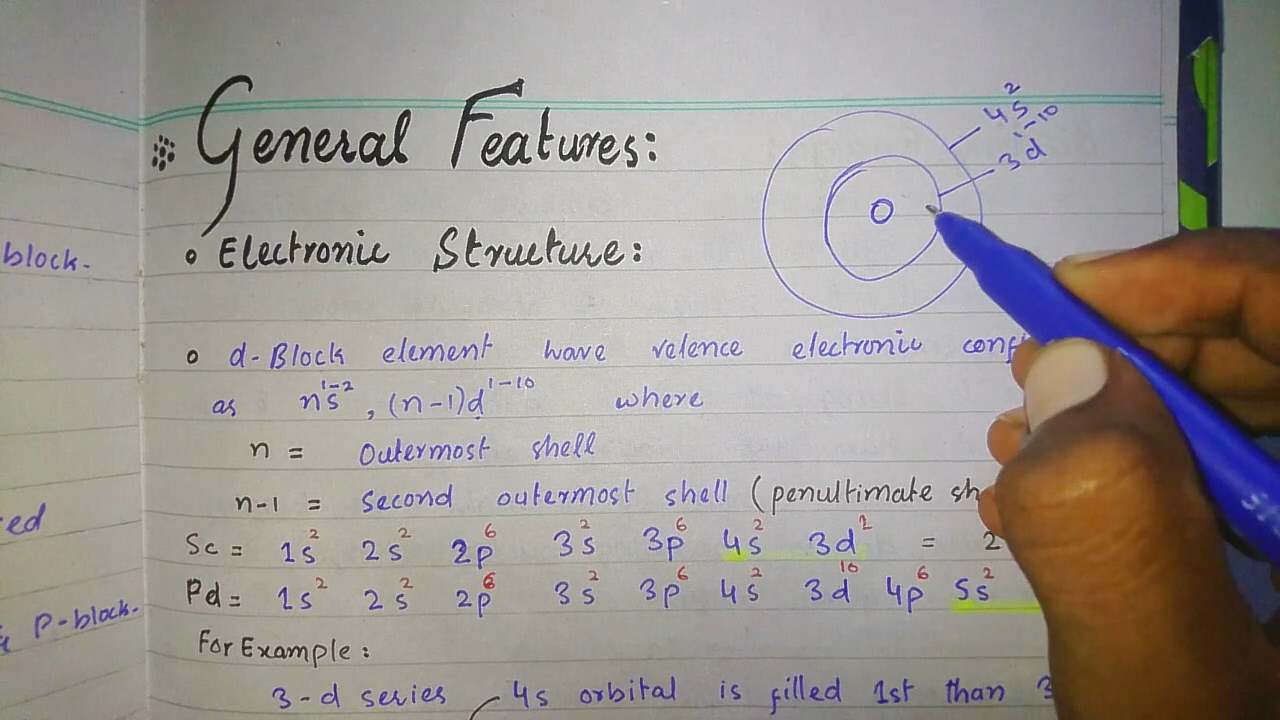 General Features:
4s² 3d¹⁻¹⁰
block.
• Electronic Structure:
• d-Block element have valence electronic conf
as ns¹⁻², (n-1)d¹⁻¹⁰ where
n = Outermost shell
n-1 = second outermost shell (penultimate sh
ed
Sc = 1s² 2s² 2p⁶ 3s² 3p⁶ 4s² 3d² = 2
Pd = 1s² 2s² 2p⁶ 3s² 3p⁶ 4s² 3d¹⁰ 4p⁶ 5s²
P-block.
For Example:
3-d series 4s orbital is filled 1st than 3